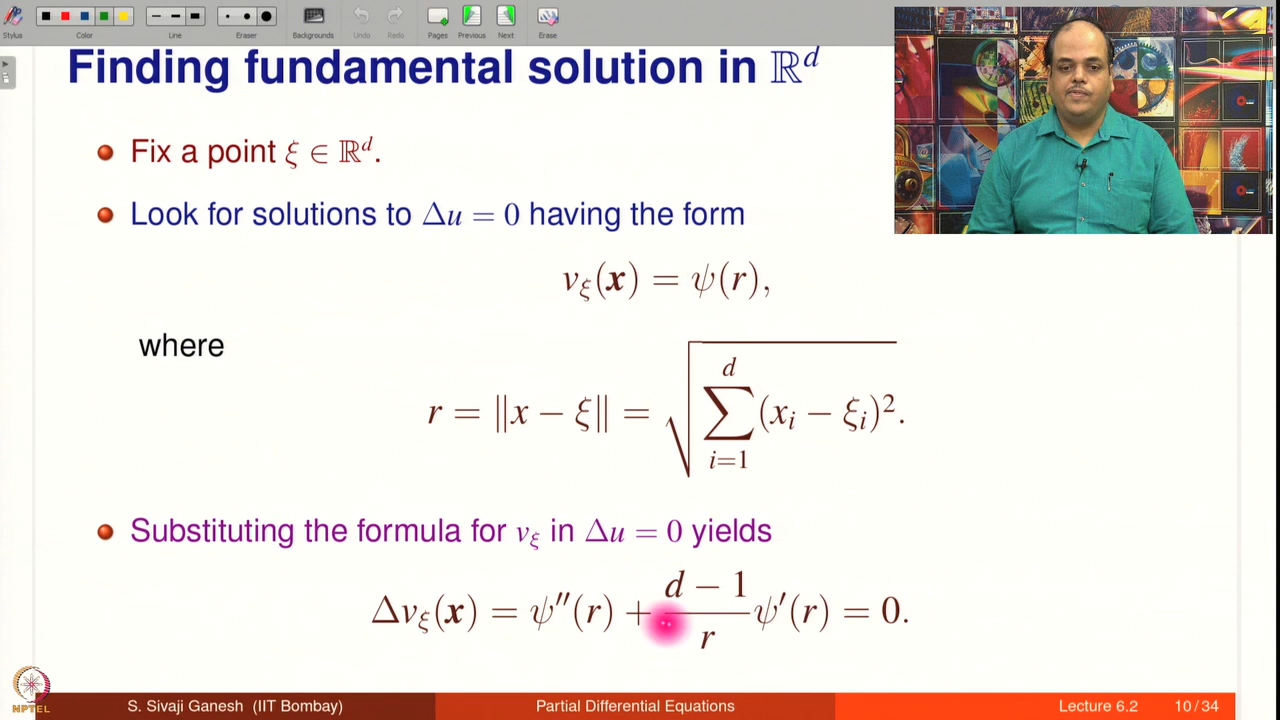 Stylus Color Line Eraser Backgrounds Undo Redo Pages Previous Next Erase
Finding fundamental solution in ℝᵈ
Fix a point ξ ∈ ℝᵈ.
Look for solutions to Δu = 0 having the form
v_ξ(x) = ψ(r),
where
r = ‖x − ξ‖ = √(∑_{i=1}^{d} (x_i − ξ_i)²).
Substituting the formula for v_ξ in Δu = 0 yields
Δv_ξ(x) = ψ″(r) + (d − 1)/r ψ′(r) = 0.
NPTEL
S. Sivaji Ganesh (IIT Bombay) Partial Differential Equations Lecture 6.2 10 / 34